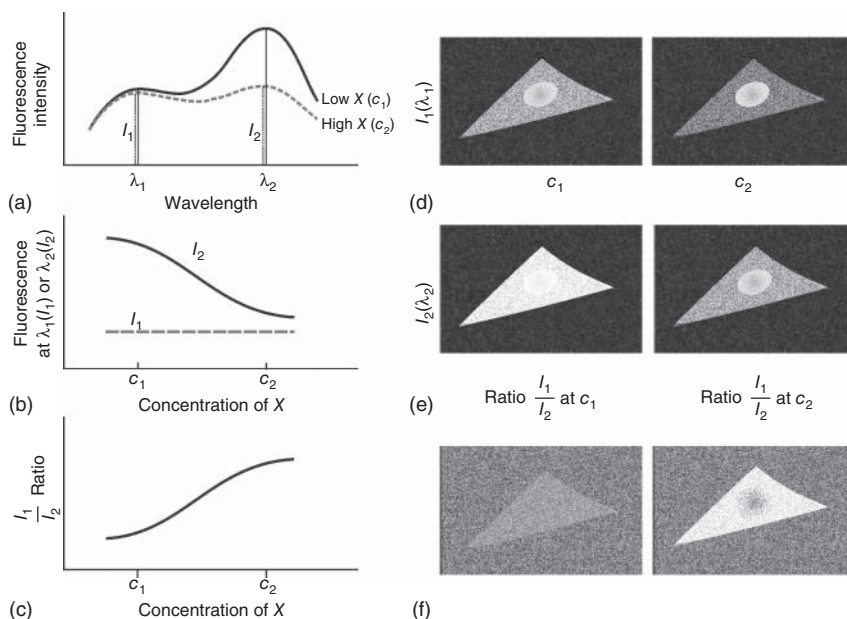 Fluorescence
intensity
I₁
I₂
Low X (c₁)
High X (c₂)
λ₁
λ₂
Wavelength
(a)
Fluorescence
at λ₁(I₁) or λ₂(I₂)
I₂
I₁
c₁
c₂
Concentration of X
(b)
I₁/I₂ Ratio
c₁
c₂
Concentration of X
(c)
I₁(λ₁)
c₁
c₂
(d)
I₂(λ₂)
(e)
Ratio I₁/I₂ at c₁
Ratio I₁/I₂ at c₂
(f)